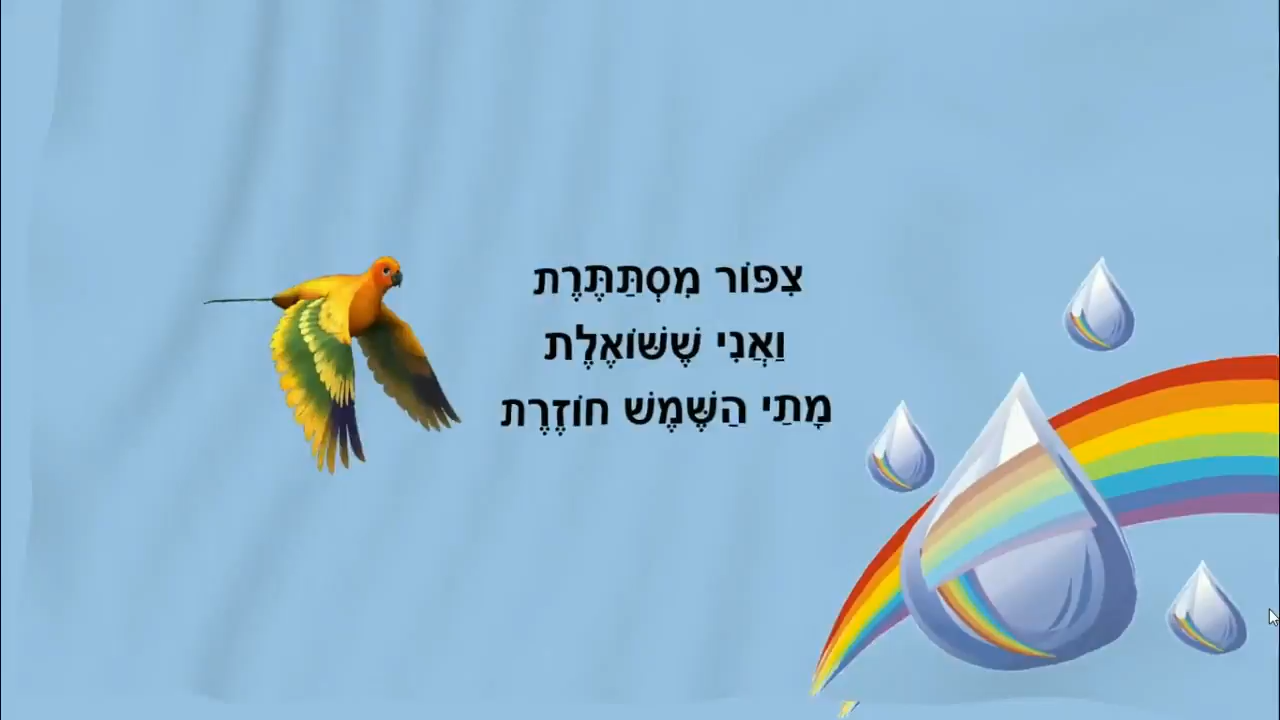 צִפּוֹר מִסְתַּתֶּרֶת
וַאֲנִי שֶׁשּׁוֹאֶלֶת
מָתַי הַשֶּׁמֶשׁ חוֹזֶרֶת